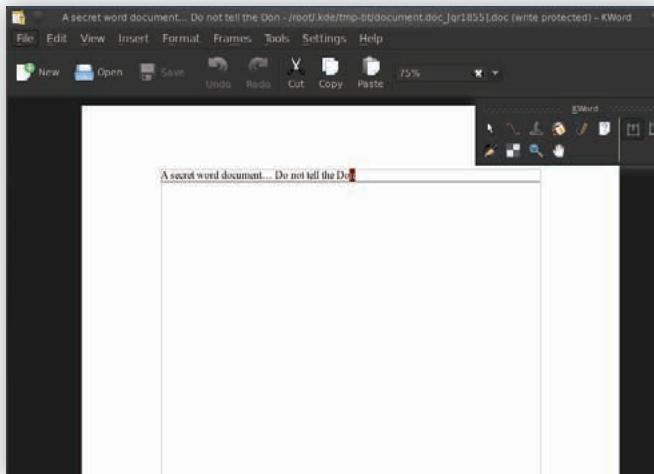 A secret word document... Do not tell the Don - /root/.kde/tmp-bt/document.doc_[qr1855].doc (write protected) - KWord
File Edit View Insert Format Frames Tools Settings Help
New Open Save Undo Redo Cut Copy Paste 75%
KWord
A secret word document... Do not tell the Don